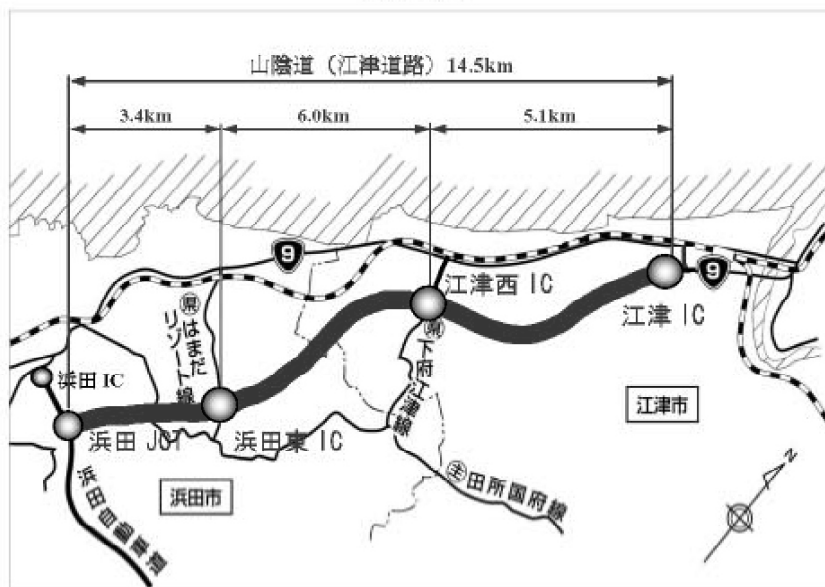 山陰道（江津道路）14.5km
3.4km
6.0km
5.1km
9
9
江津西 IC
江津 IC
県はまだ
リゾート線
県下府江津線
浜田 IC
浜田 JCT
浜田東 IC
江津市
浜田市
浜田自動車道
主田所国府線
N